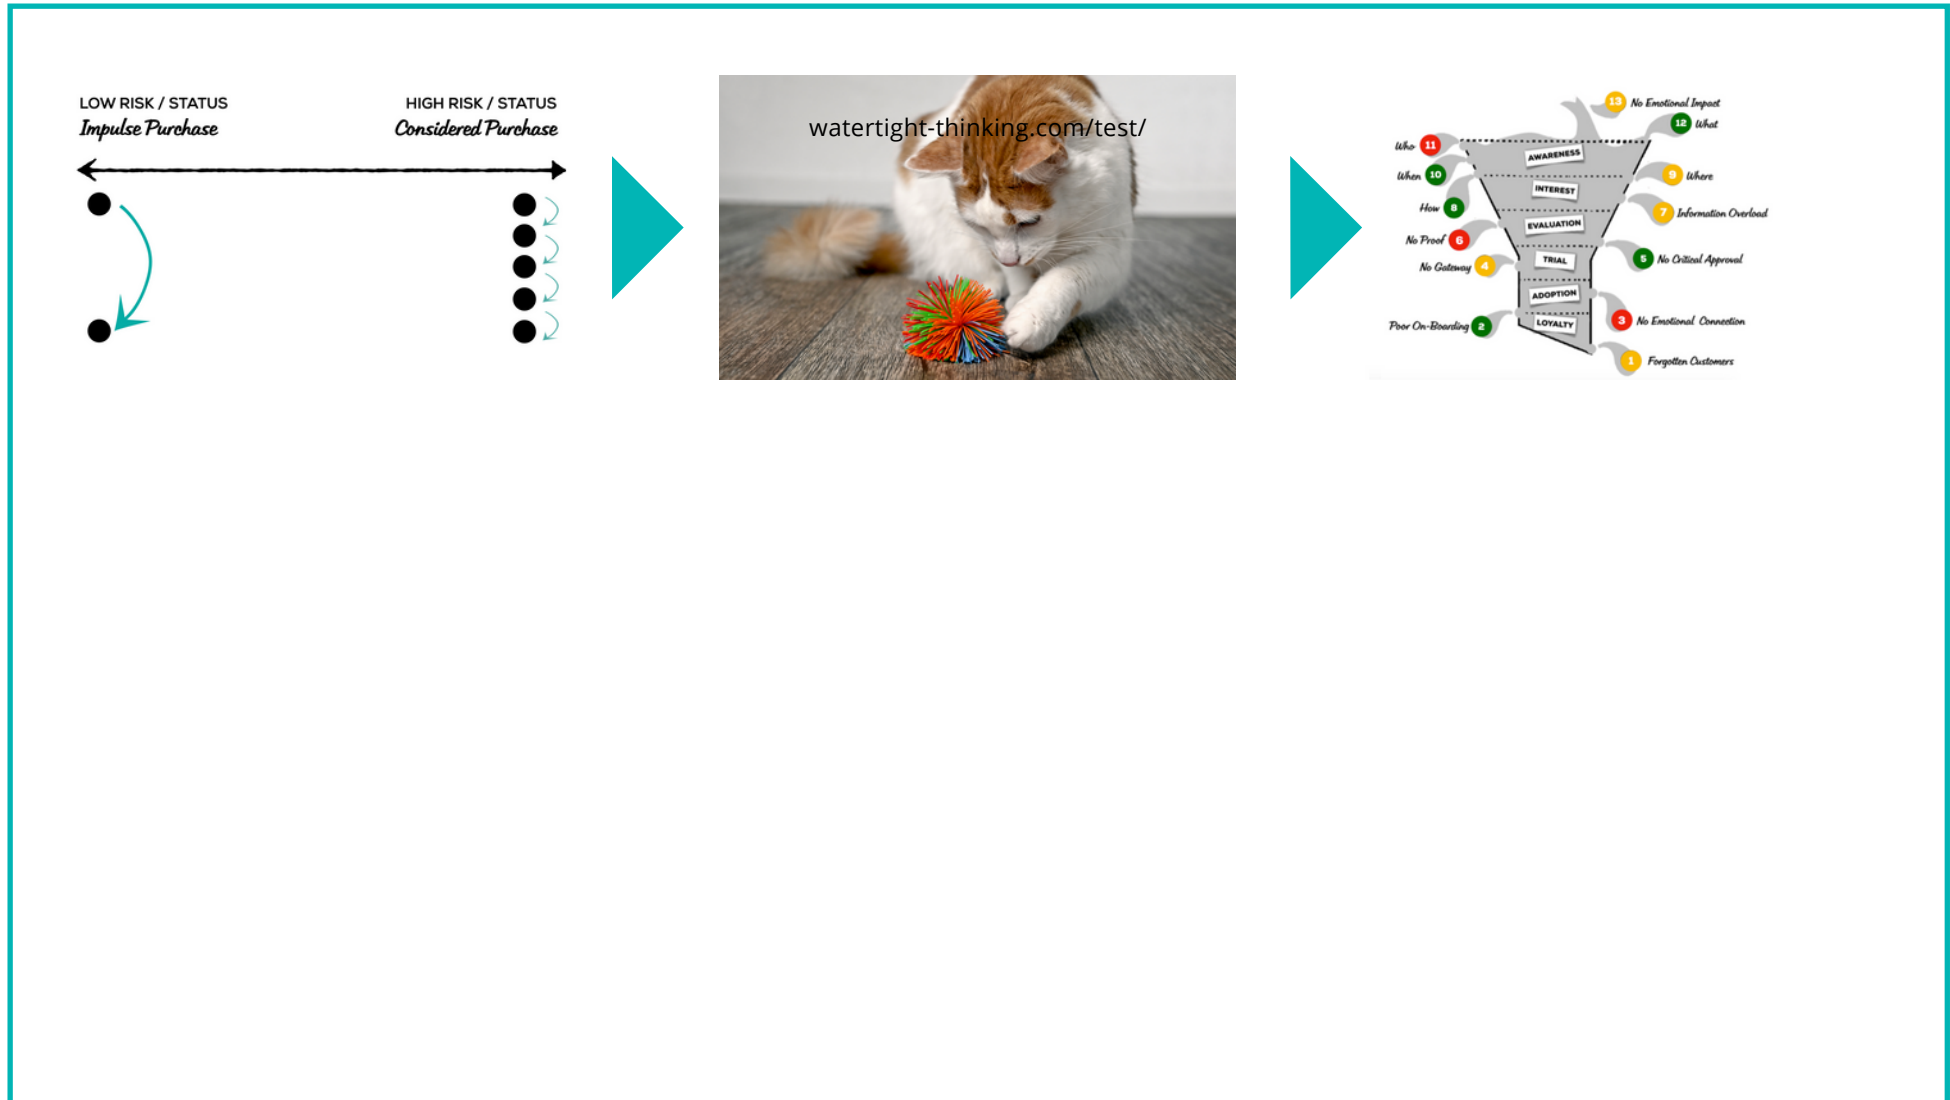 LOW RISK / STATUS
Impulse Purchase
HIGH RISK / STATUS
Considered Purchase
watertight-thinking.com/test/
13 No Emotional Impact
12 What
Who 11
AWARENESS
When 10
9 Where
INTEREST
How 8
7 Information Overload
EVALUATION
No Proof 6
5 No Critical Approval
TRIAL
No Gateway 4
ADOPTION
3 No Emotional Connection
LOYALTY
Poor On-Boarding 2
1 Forgotten Customers